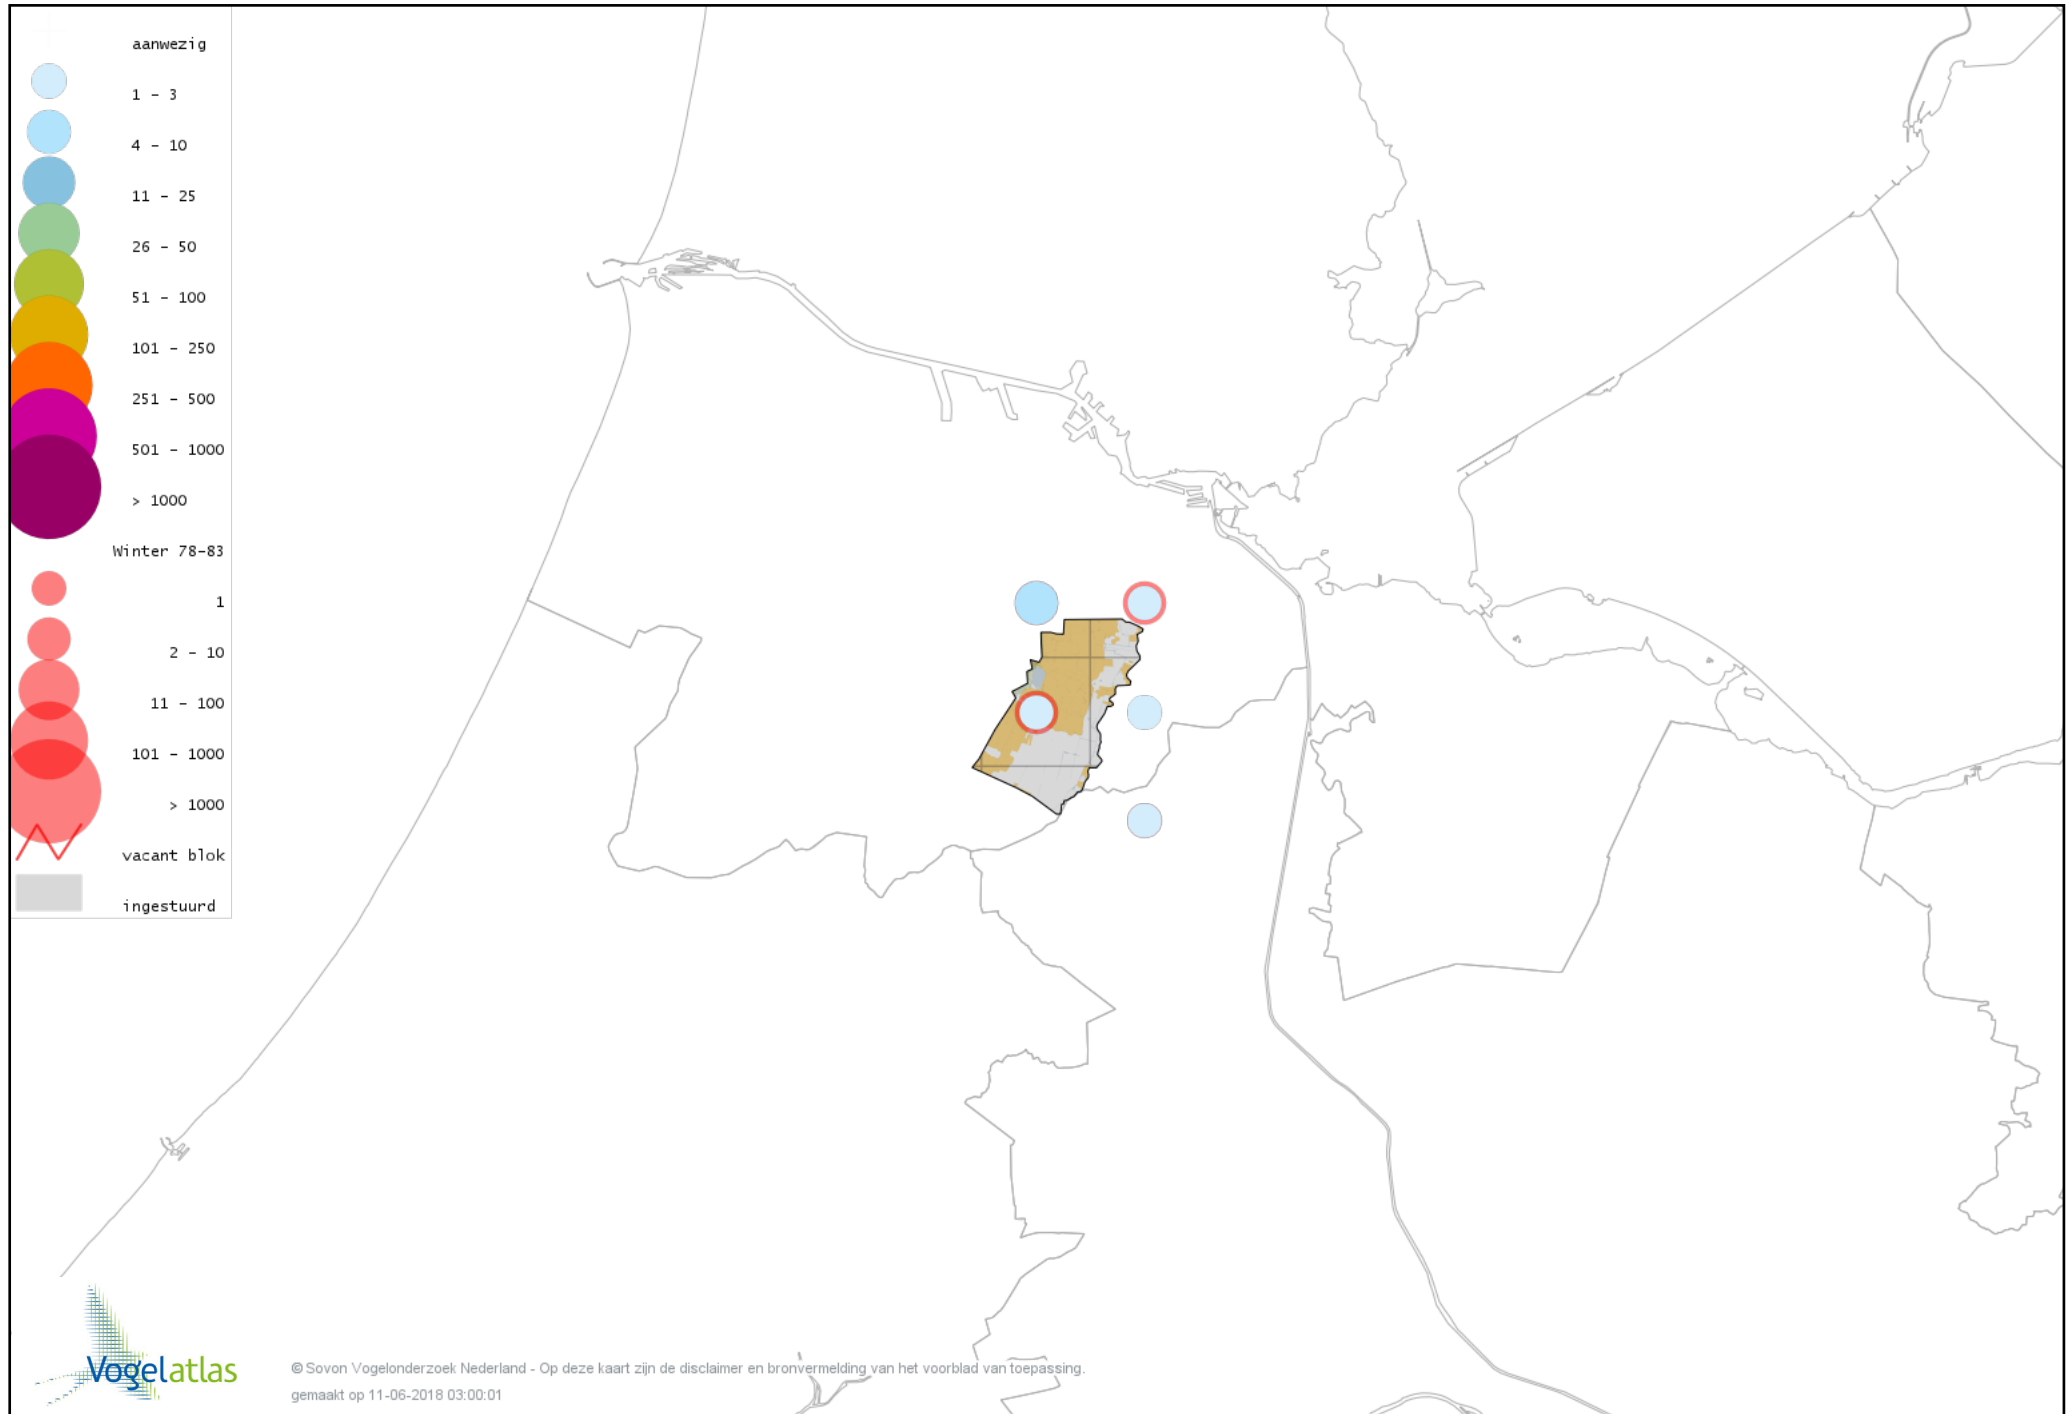 aanwezig
1 - 3
4 - 10
11 - 25
26 - 50
51 - 100
101 - 250
251 - 500
501 - 1000
> 1000
Winter 78-83
1
2 - 10
11 - 100
101 - 1000
> 1000
vacant blok
ingestuurd
Vogelatlas
© Sovon Vogelonderzoek Nederland - Op deze kaart zijn de disclaimer en bronvermelding van het voorblad van toepassing.
gemaakt op 11-06-2018 03:00:01